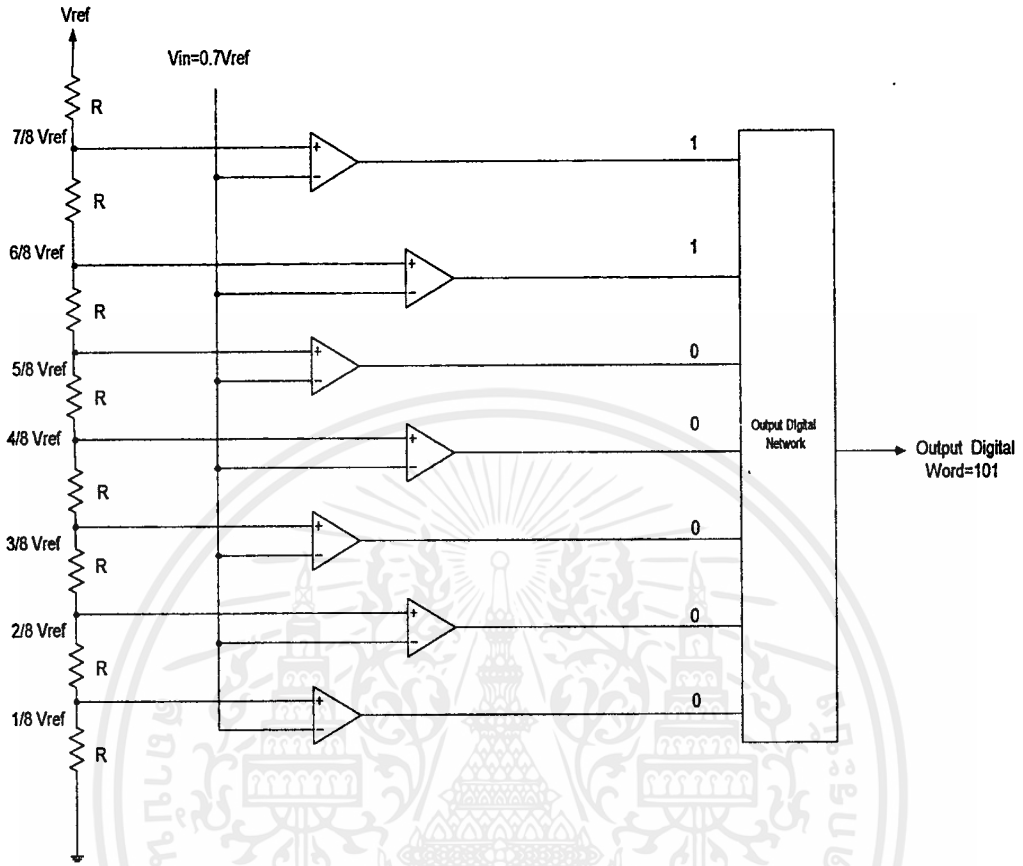 Vref
Vin=0.7Vref
R
7/8 Vref
+
-
1
R
6/8 Vref
+
-
1
R
5/8 Vref
+
-
0
R
4/8 Vref
+
-
0
Output Digital
Network
Output Digital
Word=101
R
3/8 Vref
+
-
0
R
2/8 Vref
+
-
0
R
1/8 Vref
+
-
0
R